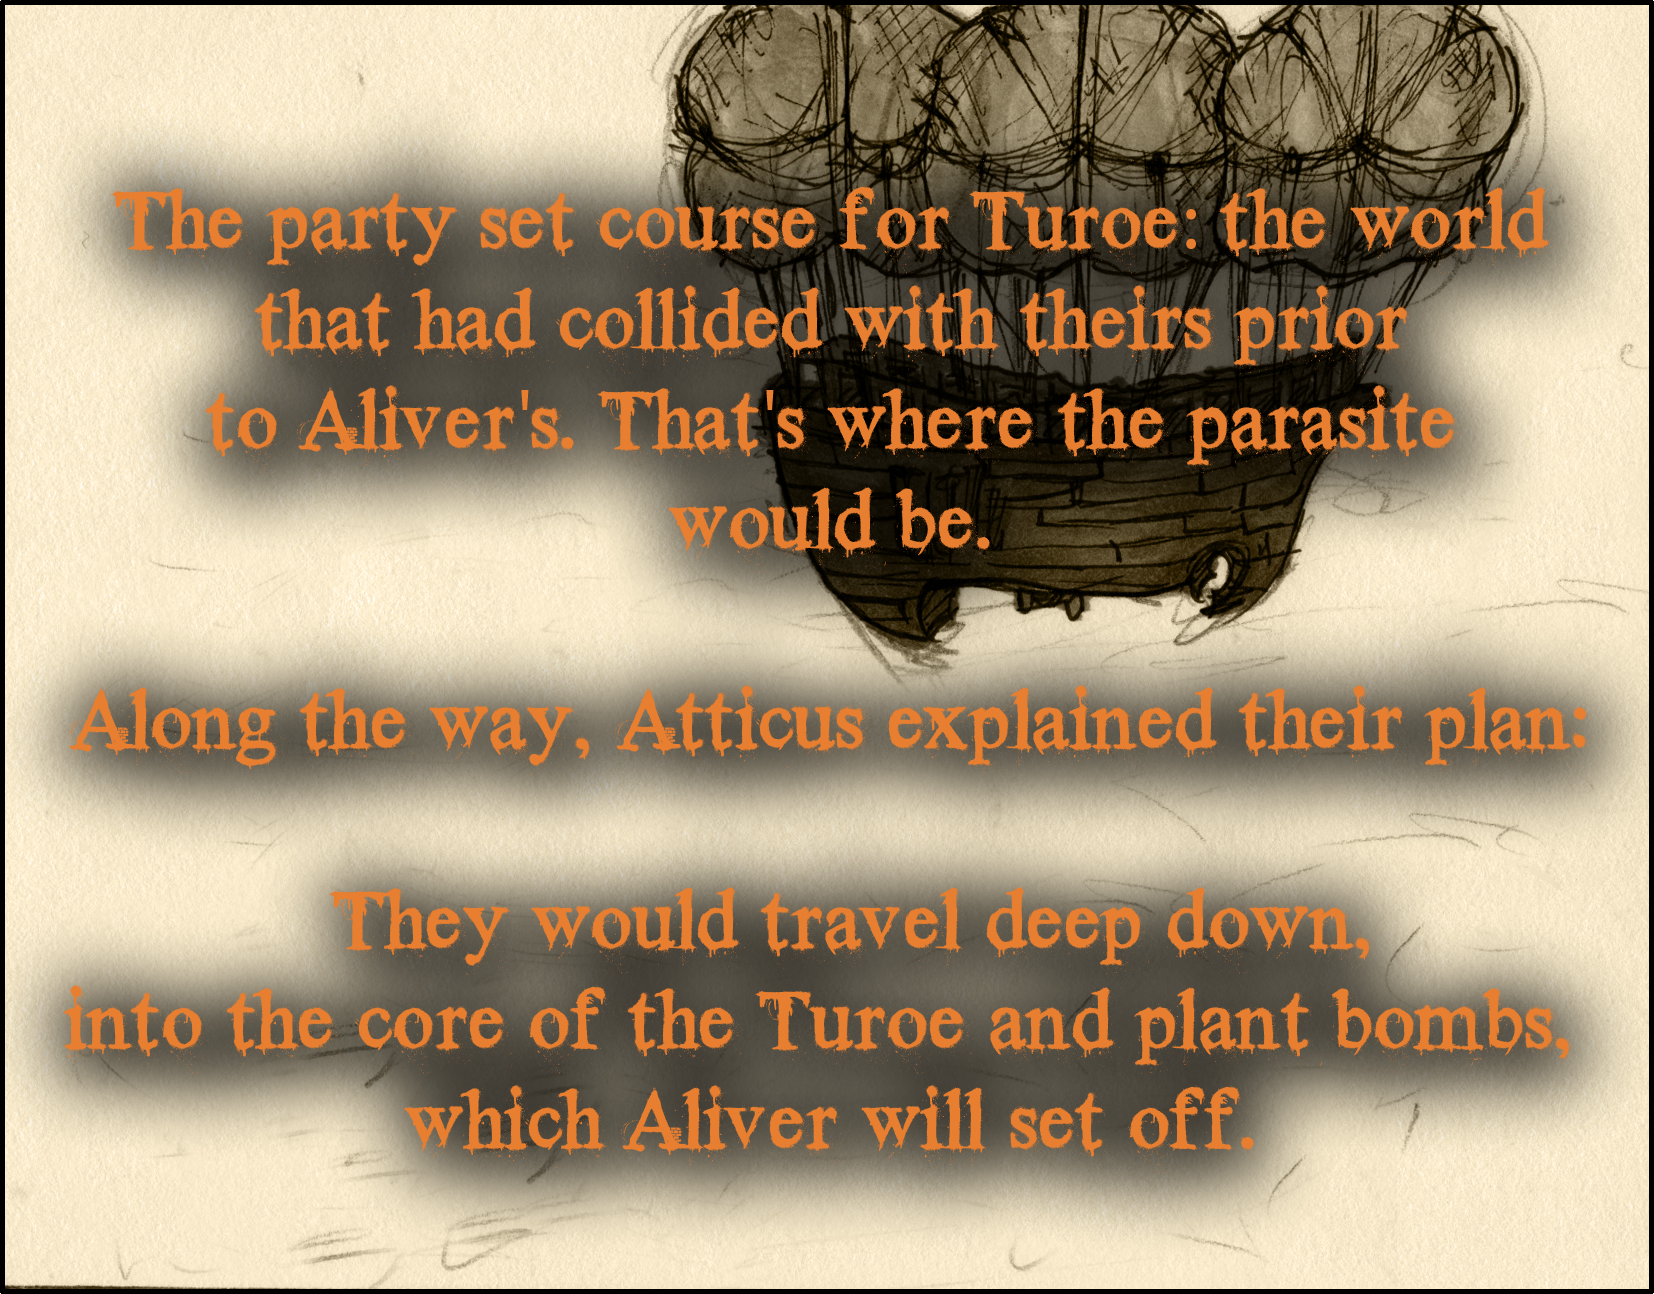 The party set course for Turoe: the world
that had collided with theirs prior
to Aliver's. That's where the parasite
would be.
Along the way, Atticus explained their plan:
They would travel deep down,
into the core of the Turoe and plant bombs,
which Aliver will set off.